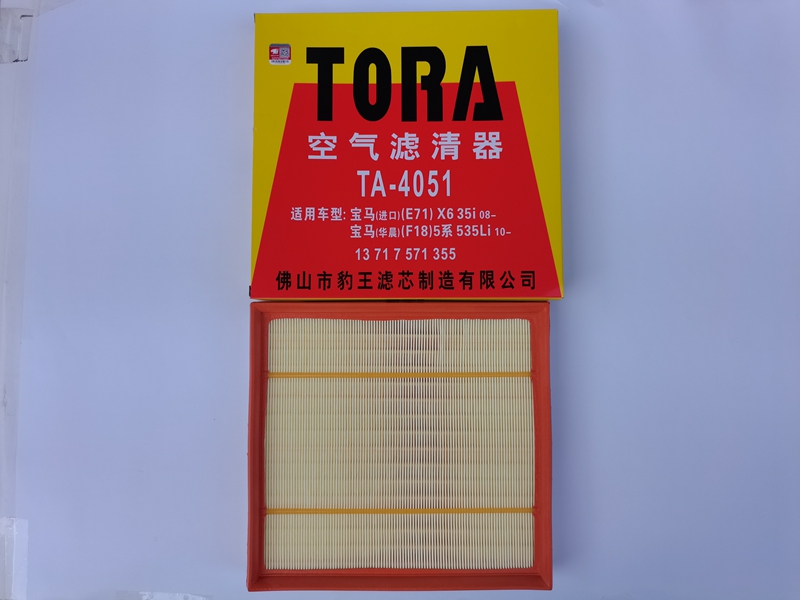 TORA
空气滤清器
TA-4051
适用车型: 宝马(进口)(E71) X6 35i 08-
宝马(华晨)(F18)5系 535Li 10-
13 71 7 571 355
佛山市豹王滤芯制造有限公司